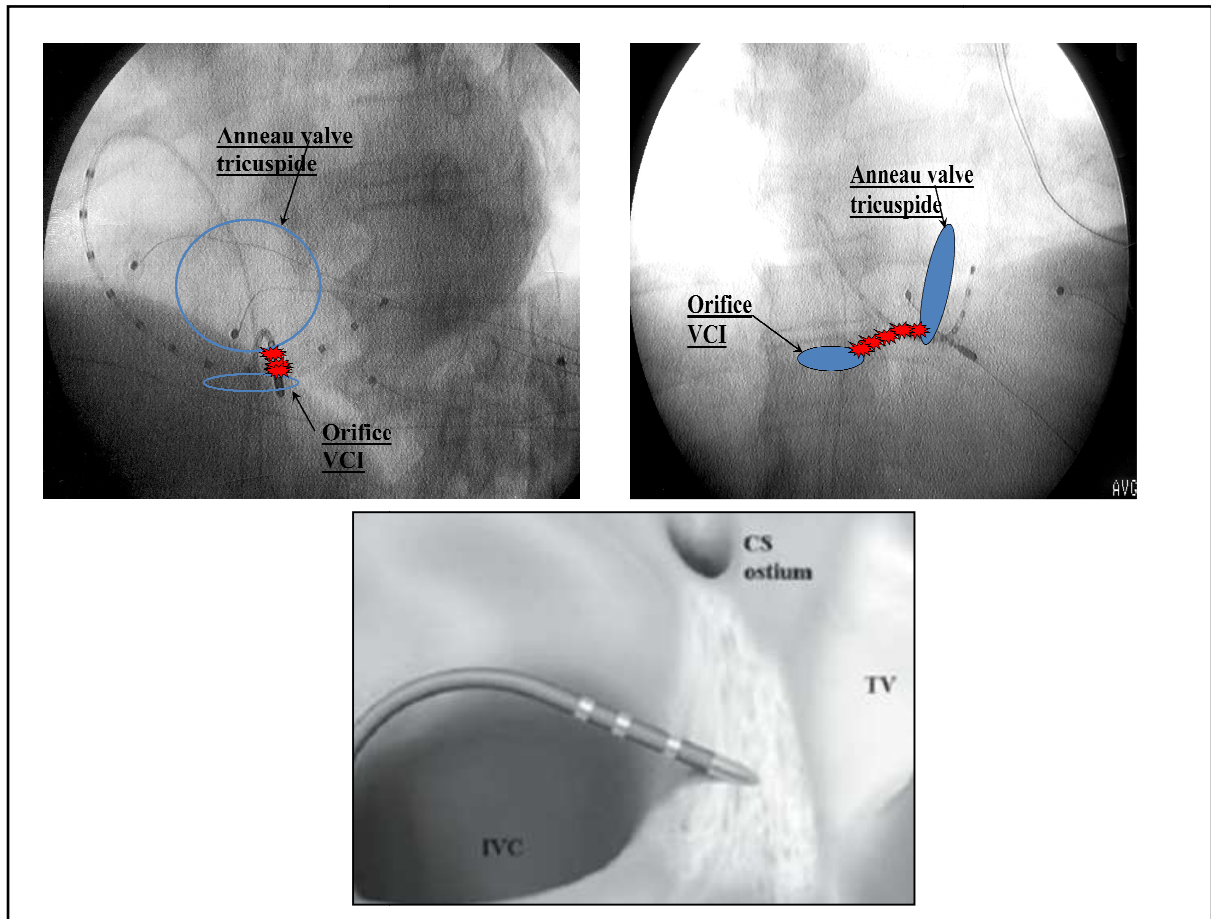 Anneau valve
tricuspide
Orifice
VCI
Anneau valve
tricuspide
Orifice
VCI
AVG
CS
ostium
TV
IVC